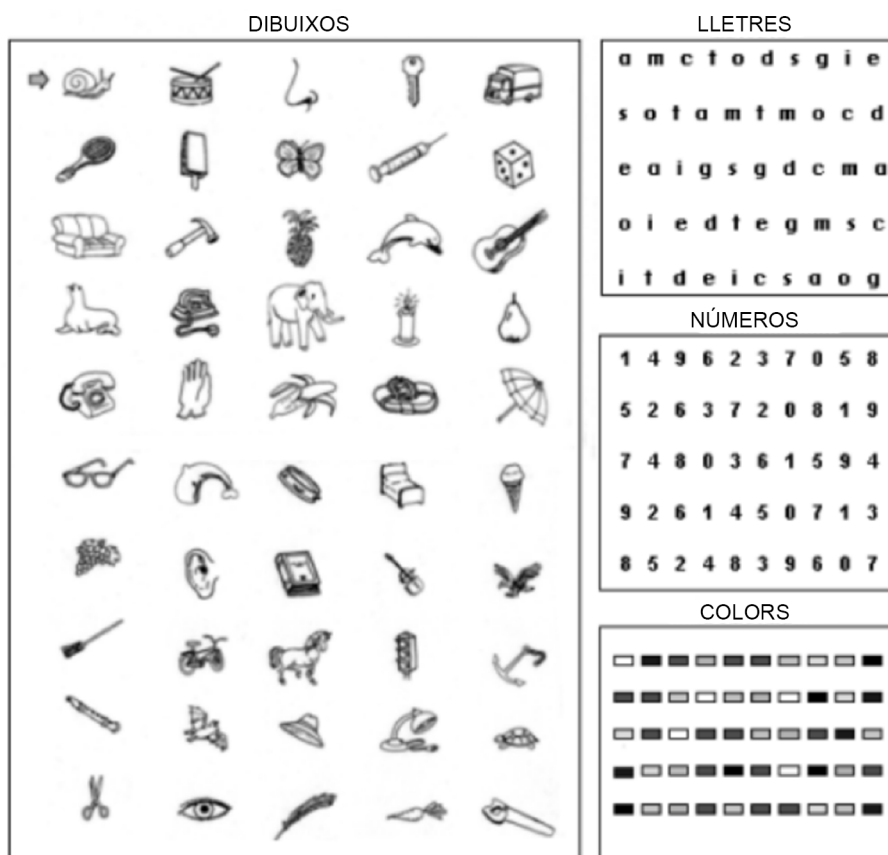 DIBUIXOS
LLETRES
a m c t o d s g i e
s o t a m t m o c d
e a i g s g d c m a
o i e d t e g m s c
i t d e i c s a o g
NÚMEROS
1 4 9 6 2 3 7 0 5 8
5 2 6 3 7 2 0 8 1 9
7 4 8 0 3 6 1 5 9 4
9 2 6 1 4 5 0 7 1 3
8 5 2 4 8 3 9 6 0 7
COLORS